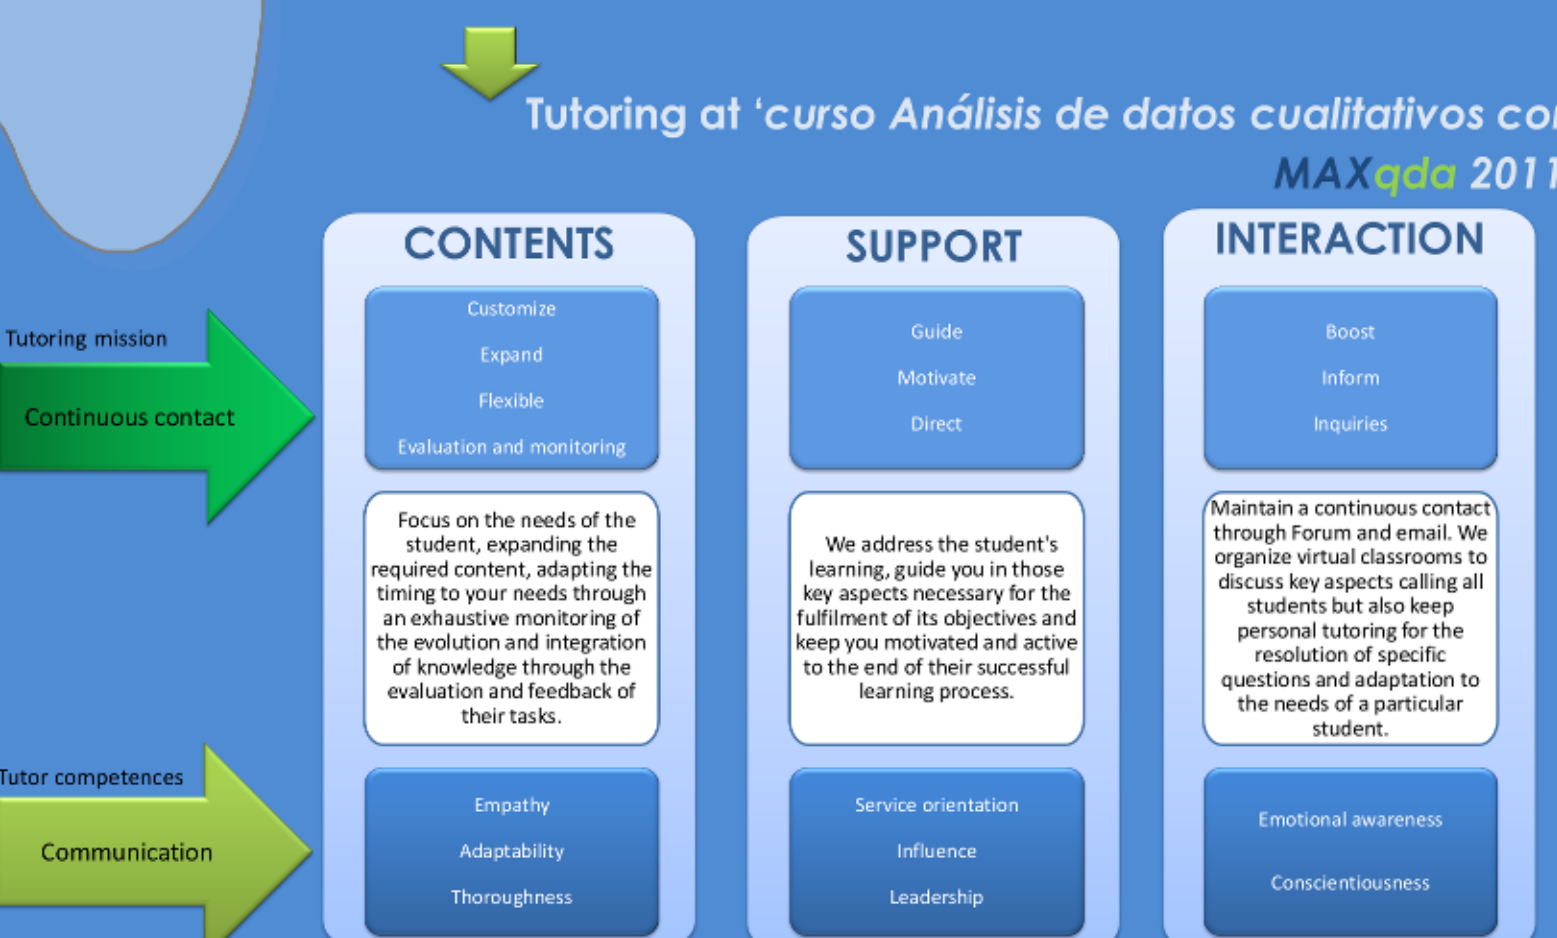 Tutoring at ‘curso Análisis de datos cualitativos con
MAXqda 2011
CONTENTS
SUPPORT
INTERACTION
Tutoring mission
Continuous contact
Customize
Expand
Flexible
Evaluation and monitoring
Guide
Motivate
Direct
Boost
Inform
Inquiries
Focus on the needs of the
student, expanding the
required content, adapting the
timing to your needs through
an exhaustive monitoring of
the evolution and integration
of knowledge through the
evaluation and feedback of
their tasks.
We address the student's
learning, guide you in those
key aspects necessary for the
fulfilment of its objectives and
keep you motivated and active
to the end of their successful
learning process.
Maintain a continuous contact
through Forum and email. We
organize virtual classrooms to
discuss key aspects calling all
students but also keep
personal tutoring for the
resolution of specific
questions and adaptation to
the needs of a particular
student.
Tutor competences
Communication
Empathy
Adaptability
Thoroughness
Service orientation
Influence
Leadership
Emotional awareness
Conscientiousness